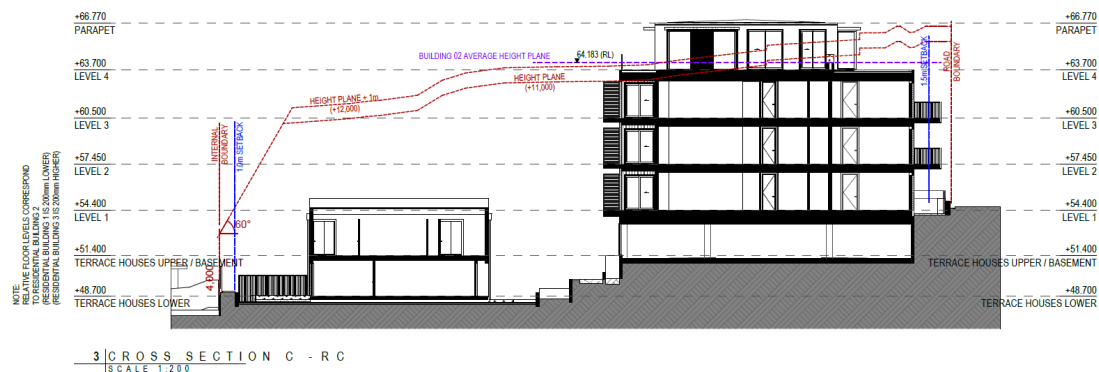 +66.770
PARAPET
+63.700
LEVEL 4
+60.500
LEVEL 3
+57.450
LEVEL 2
+54.400
LEVEL 1
+51.400
TERRACE HOUSES UPPER / BASEMENT
+48.700
TERRACE HOUSES LOWER
NOTE:
RELATIVE FLOOR LEVELS CORRESPOND
TO RESIDENTIAL BUILDING 2
(RESIDENTIAL BUILDING 1 IS 200mm LOWER)
(RESIDENTIAL BUILDING 3 IS 200mm HIGHER)
INTERNAL
BOUNDARY
1.0m SETBACK
60°
4,000
HEIGHT PLANE + 1m
(+12,000)
BUILDING 02 AVERAGE HEIGHT PLANE
64.183 (RL)
HEIGHT PLANE
(+11,000)
1.5m SETBACK
ROAD
BOUNDARY
+66.770
PARAPET
+63.700
LEVEL 4
+60.500
LEVEL 3
+57.450
LEVEL 2
+54.400
LEVEL 1
+51.400
TERRACE HOUSES UPPER / BASEMENT
+48.700
TERRACE HOUSES LOWER
3 CROSS SECTION C - RC
SCALE 1:200